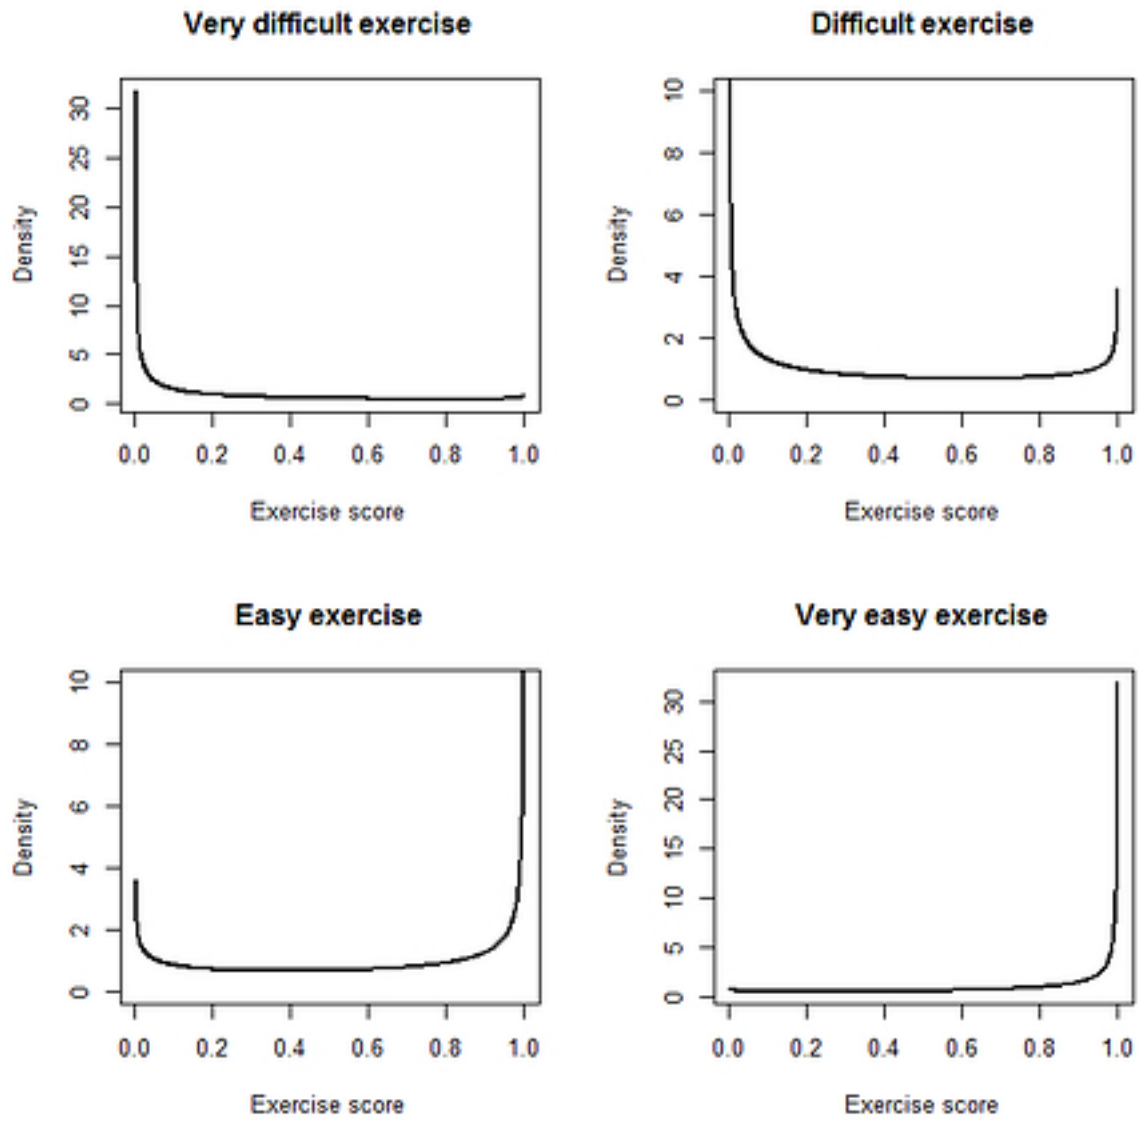 Very difficult exercise
Density
30
25
20
15
10
5
0
0.0 0.2 0.4 0.6 0.8 1.0
Exercise score
Difficult exercise
Density
10
8
6
4
2
0
0.0 0.2 0.4 0.6 0.8 1.0
Exercise score
Easy exercise
Density
10
8
6
4
2
0
0.0 0.2 0.4 0.6 0.8 1.0
Exercise score
Very easy exercise
Density
30
25
20
15
10
5
0
0.0 0.2 0.4 0.6 0.8 1.0
Exercise score